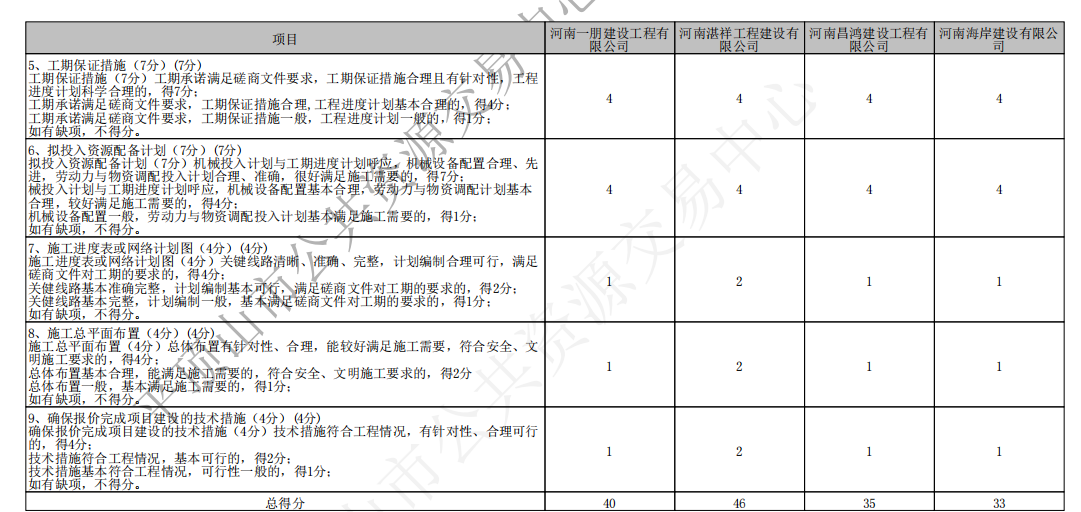 项目
河南一朋建设工程有
限公司
河南湛祥工程建设有
限公司
河南昌鸿建设工程有
限公司
河南海岸建设有限公
司
5、工期保证措施（7分）(7分)
工期保证措施（7分）工期承诺满足磋商文件要求，工期保证措施合理且有针对性，工程
进度计划科学合理的，得7分；
工期承诺满足磋商文件要求，工期保证措施合理,工程进度计划基本合理的，得4分；
工期承诺满足磋商文件要求，工期保证措施一般，工程进度计划一般的，得1分；
如有缺项，不得分。
4
4
4
4
6、拟投入资源配备计划（7分）(7分)
拟投入资源配备计划（7分）机械投入计划与工期进度计划呼应，机械设备配置合理、先
进，劳动力与物资调配投入计划合理、准确，很好满足施工需要的，得7分；
械投入计划与工期进度计划呼应，机械设备配置基本合理，劳动力与物资调配计划基本
合理，较好满足施工需要的，得4分；
机械设备配置一般，劳动力与物资调配投入计划基本满足施工需要的，得1分；
如有缺项，不得分。
4
4
4
4
7、施工进度表或网络计划图（4分）(4分)
施工进度表或网络计划图（4分）关键线路清晰、准确、完整，计划编制合理可行，满足
磋商文件对工期的要求的，得4分；
关健线路基本准确完整，计划编制基本可行，满足磋商文件对工期的要求的，得2分；
关健线路基本完整，计划编制一般，基本满足磋商文件对工期的要求的，得1分；
如有缺项，不得分。
1
2
1
1
8、施工总平面布置（4分）(4分)
施工总平面布置（4分）总体布置有针对性、合理，能较好满足施工需要，符合安全、文
明施工要求的，得4分；
总体布置基本合理，能满足施工需要的，符合安全、文明施工要求的，得2分
总体布置一般，基本满足施工需要的，得1分；
如有缺项，不得分。
1
2
1
1
9、确保报价完成项目建设的技术措施（4分）(4分)
确保报价完成项目建设的技术措施（4分）技术措施符合工程情况，有针对性、合理可行
的，得4分；
技术措施符合工程情况，基本可行的，得2分；
技术措施基本符合工程情况，可行性一般的，得1分；
如有缺项，不得分。
1
2
1
1
总得分
40
46
35
33
平顶山市公共资源交易中心
山市公共资源交易中心